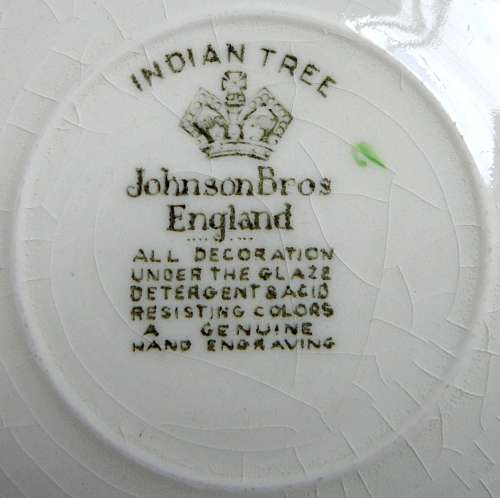 INDIAN TREE
Johnson Bros
England
ALL DECORATION
UNDER THE GLAZE
DETERGENT & ACID
RESISTING COLORS
A GENUINE
HAND ENGRAVING